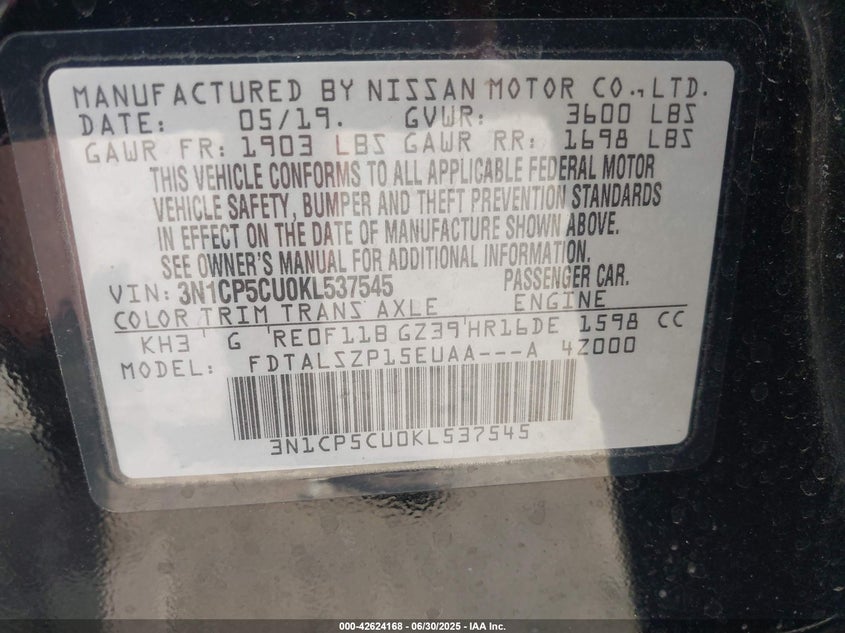 MANUFACTURED BY NISSAN MOTOR CO., LTD.
DATE: 05/19. GVWR: 3600 LBS
GAWR FR: 1903 LBS GAWR RR: 1698 LBS
THIS VEHICLE CONFORMS TO ALL APPLICABLE FEDERAL MOTOR
VEHICLE SAFETY, BUMPER AND THEFT PREVENTION STANDARDS
IN EFFECT ON THE DATE OF MANUFACTURE SHOWN ABOVE.
SEE OWNER'S MANUAL FOR ADDITIONAL INFORMATION.
VIN: 3N1CP5CU0KL537545 PASSENGER CAR.
COLOR TRIM TRANS AXLE ENGINE
KH3 G RE0F11B GZ39 HR16DE 1598 CC
MODEL: FDTALSZP15EUAA---A 4Z000
3N1CP5CU0KL537545
000-42624168 - 06/30/2025 - IAA Inc.